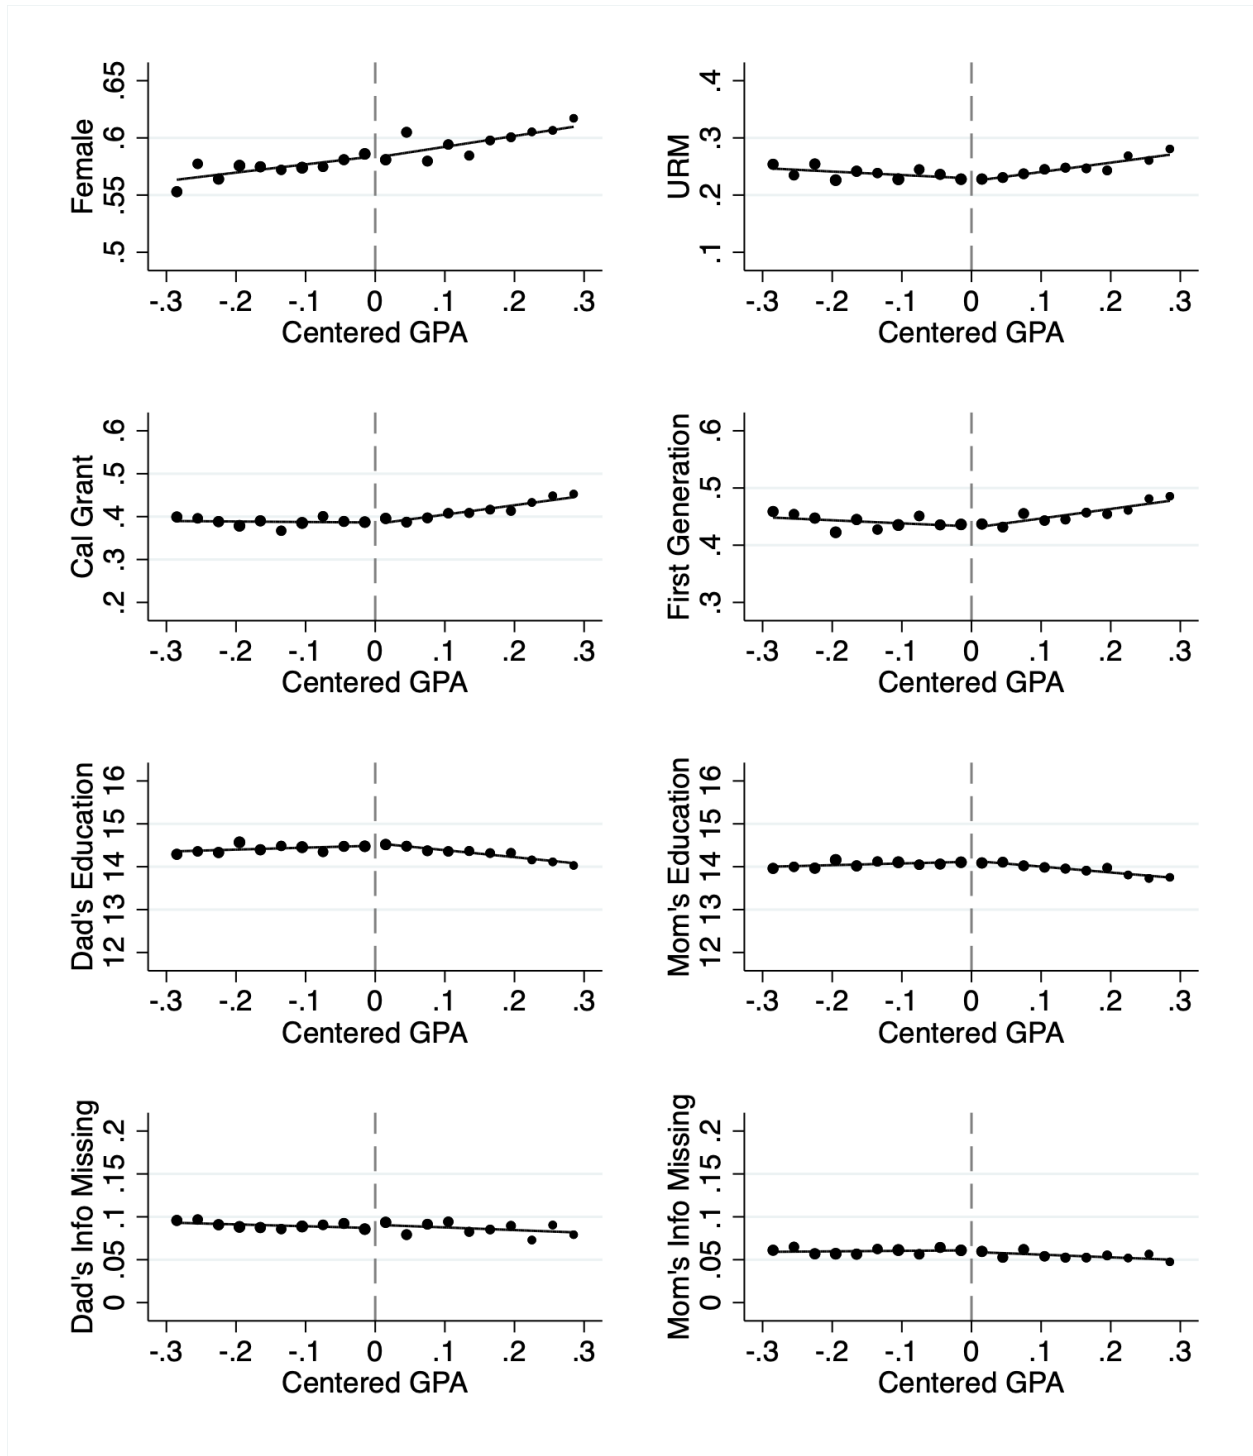 Female
.65
.6
.55
.5
-.3 -.2 -.1 0 .1 .2 .3
Centered GPA
URM
.4
.3
.2
.1
-.3 -.2 -.1 0 .1 .2 .3
Centered GPA
Cal Grant
.6
.5
.4
.3
.2
-.3 -.2 -.1 0 .1 .2 .3
Centered GPA
First Generation
.6
.5
.4
.3
-.3 -.2 -.1 0 .1 .2 .3
Centered GPA
Dad's Education
16
15
14
13
12
-.3 -.2 -.1 0 .1 .2 .3
Centered GPA
Mom's Education
16
15
14
13
12
-.3 -.2 -.1 0 .1 .2 .3
Centered GPA
Dad's Info Missing
.2
.15
.1
.05
0
-.3 -.2 -.1 0 .1 .2 .3
Centered GPA
Mom's Info Missing
.2
.15
.1
.05
0
-.3 -.2 -.1 0 .1 .2 .3
Centered GPA